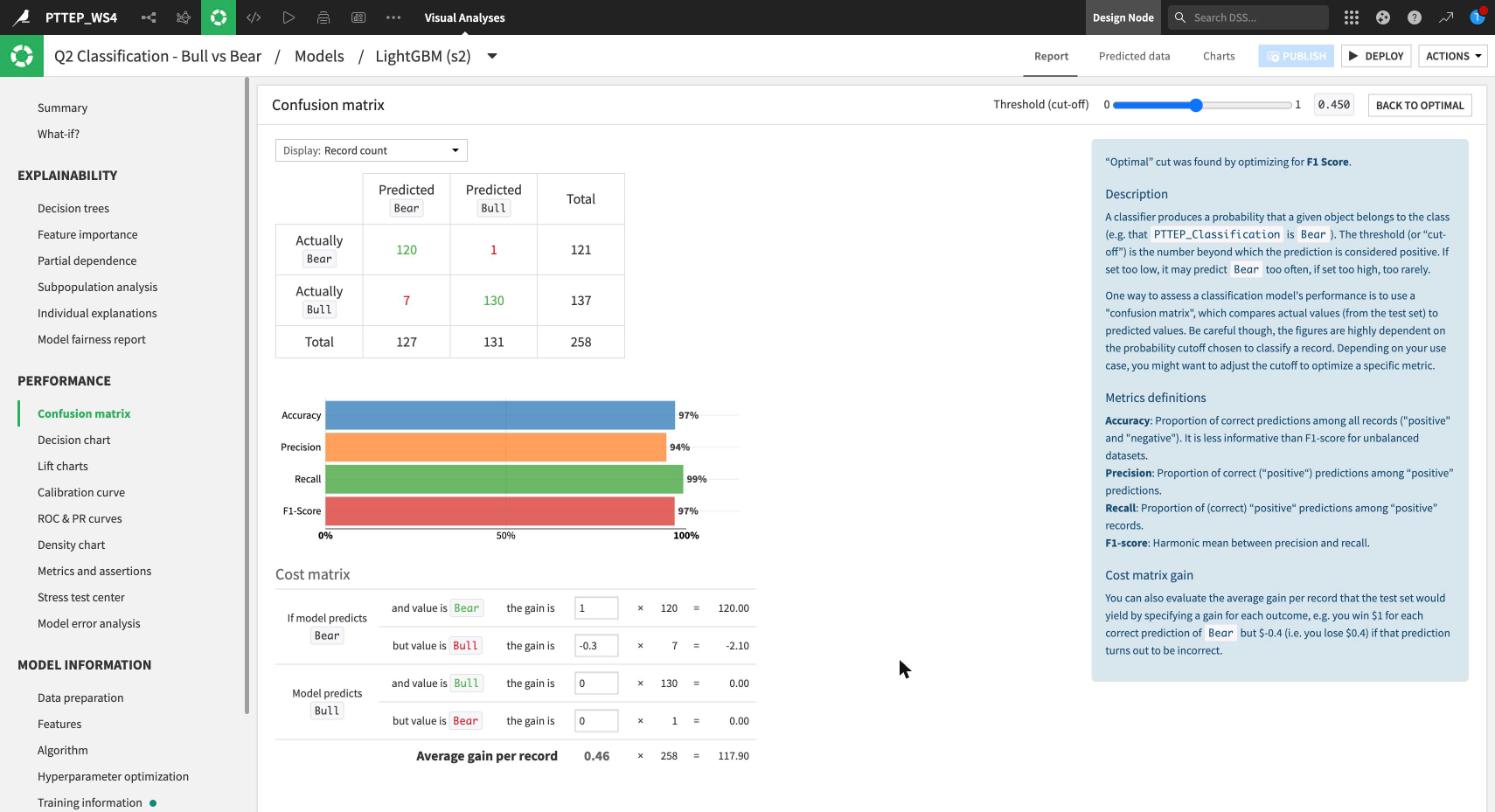 PTTEP_WS4
Visual Analyses
Design Node
Search DSS...
Q2 Classification - Bull vs Bear / Models / LightGBM (s2)
Report
Predicted data
Charts
PUBLISH
DEPLOY
ACTIONS
Summary
What-if?
EXPLAINABILITY
Decision trees
Feature importance
Partial dependence
Subpopulation analysis
Individual explanations
Model fairness report
PERFORMANCE
Confusion matrix
Decision chart
Lift charts
Calibration curve
ROC & PR curves
Density chart
Metrics and assertions
Stress test center
Model error analysis
MODEL INFORMATION
Data preparation
Features
Algorithm
Hyperparameter optimization
Training information
Confusion matrix
Threshold (cut-off) 0 1 0.450 BACK TO OPTIMAL
Display: Record count
Predicted Bear Predicted Bull Total
Actually Bear 120 1 121
Actually Bull 7 130 137
Total 127 131 258
Accuracy 97%
Precision 94%
Recall 99%
F1-Score 97%
0% 50% 100%
Cost matrix
If model predicts Bear
and value is Bear the gain is 1 × 120 = 120.00
but value is Bull the gain is -0.3 × 7 = -2.10
Model predicts Bull
and value is Bull the gain is 0 × 130 = 0.00
but value is Bear the gain is 0 × 1 = 0.00
Average gain per record 0.46 × 258 = 117.90
“Optimal” cut was found by optimizing for F1 Score.
Description
A classifier produces a probability that a given object belongs to the class
(e.g. that PTTEP_Classification is Bear ). The threshold (or “cut-
off”) is the number beyond which the prediction is considered positive. If
set too low, it may predict Bear too often, if set too high, too rarely.
One way to assess a classification model's performance is to use a
"confusion matrix", which compares actual values (from the test set) to
predicted values. Be careful though, the figures are highly dependent on
the probability cutoff chosen to classify a record. Depending on your use
case, you might want to adjust the cutoff to optimize a specific metric.
Metrics definitions
Accuracy: Proportion of correct predictions among all records ("positive"
and "negative"). It is less informative than F1-score for unbalanced
datasets.
Precision: Proportion of correct (“positive“) predictions among “positive”
predictions.
Recall: Proportion of (correct) “positive“ predictions among “positive”
records.
F1-score: Harmonic mean between precision and recall.
Cost matrix gain
You can also evaluate the average gain per record that the test set would
yield by specifying a gain for each outcome, e.g. you win $1 for each
correct prediction of Bear but $-0.4 (i.e. you lose $0.4) if that prediction
turns out to be incorrect.